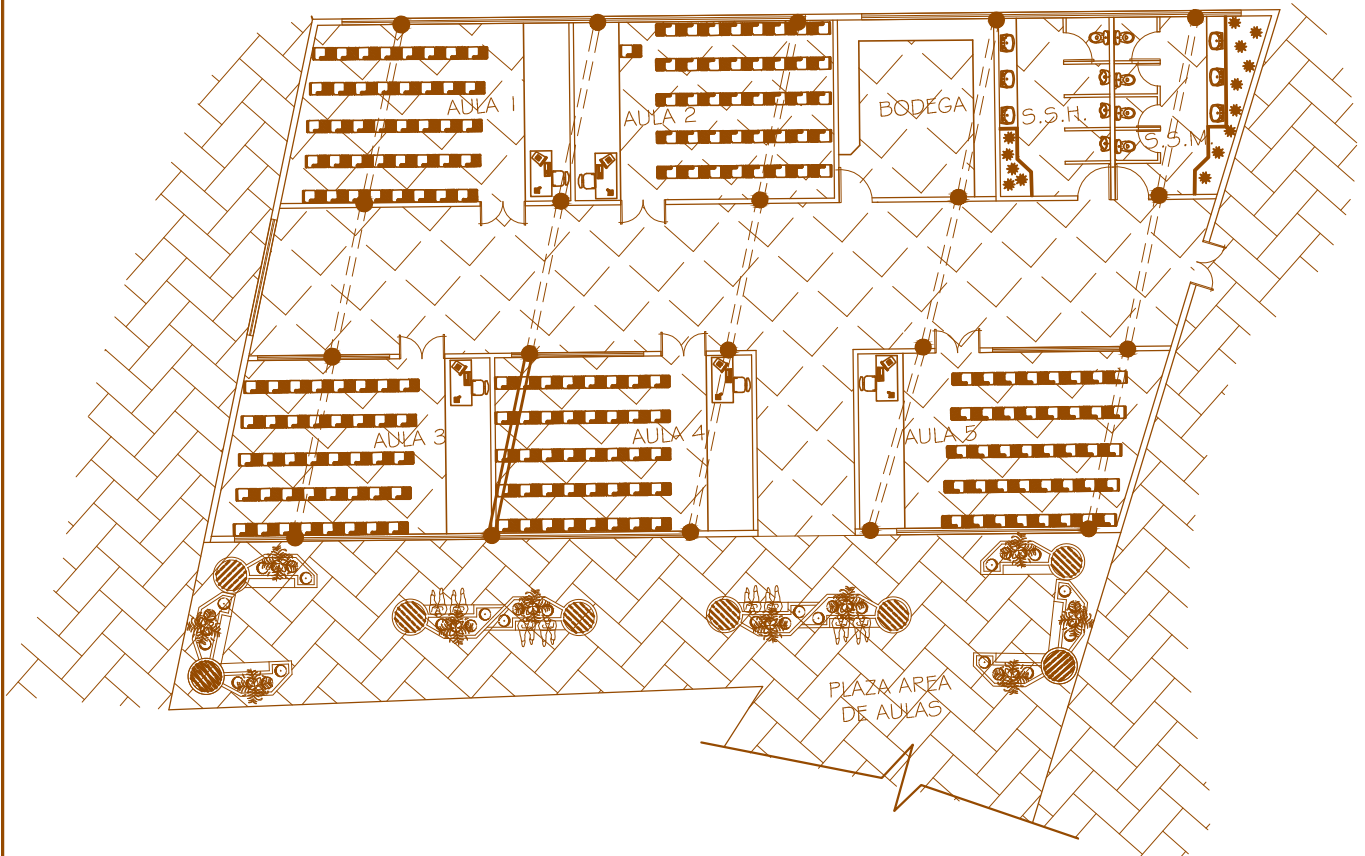 AULA 1
AULA 2
BODEGA
S.S.H.
S.S.M.
AULA 3
AULA 4
AULA 5
PLAZA AREA
DE AULAS